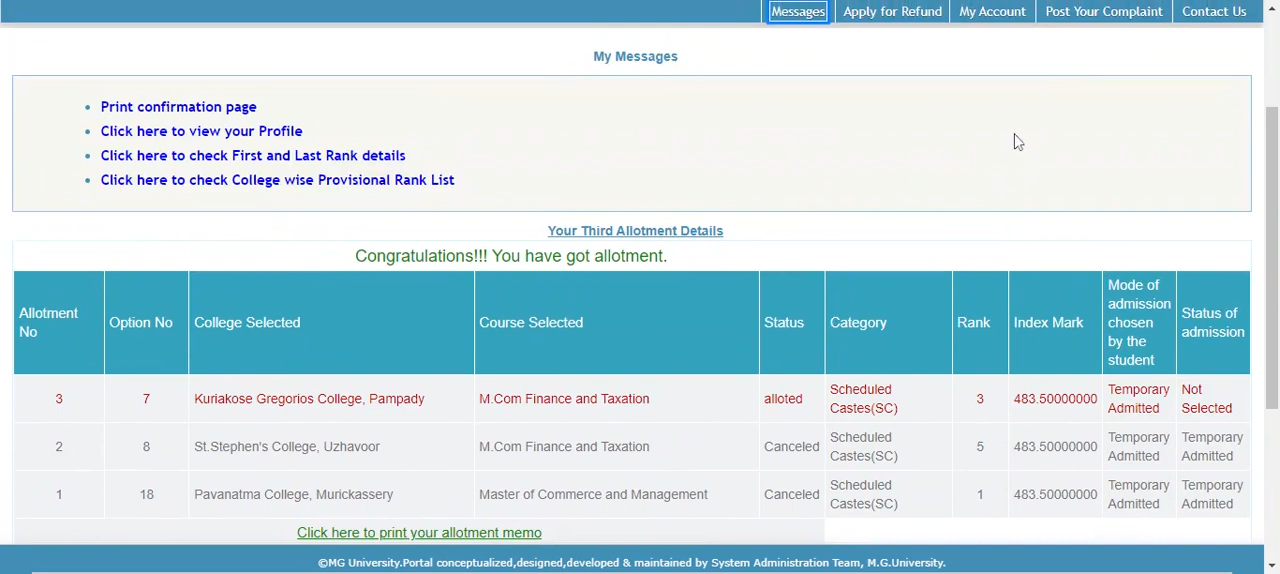 Messages Apply for Refund My Account Post Your Complaint Contact Us
My Messages
Print confirmation page
Click here to view your Profile
Click here to check First and Last Rank details
Click here to check College wise Provisional Rank List
Your Third Allotment Details
Congratulations!!! You have got allotment.
Allotment No Option No College Selected Course Selected Status Category Rank Index Mark Mode of admission chosen by the student Status of admission
3 7 Kuriakose Gregorios College, Pampady M.Com Finance and Taxation alloted Scheduled Castes(SC) 3 483.50000000 Temporary Admitted Not Selected
2 8 St.Stephen's College, Uzhavoor M.Com Finance and Taxation Canceled Scheduled Castes(SC) 5 483.50000000 Temporary Admitted Temporary Admitted
1 18 Pavanatma College, Murickassery Master of Commerce and Management Canceled Scheduled Castes(SC) 1 483.50000000 Temporary Admitted Temporary Admitted
Click here to print your allotment memo
©MG University.Portal conceptualized,designed,developed & maintained by System Administration Team, M.G.University.